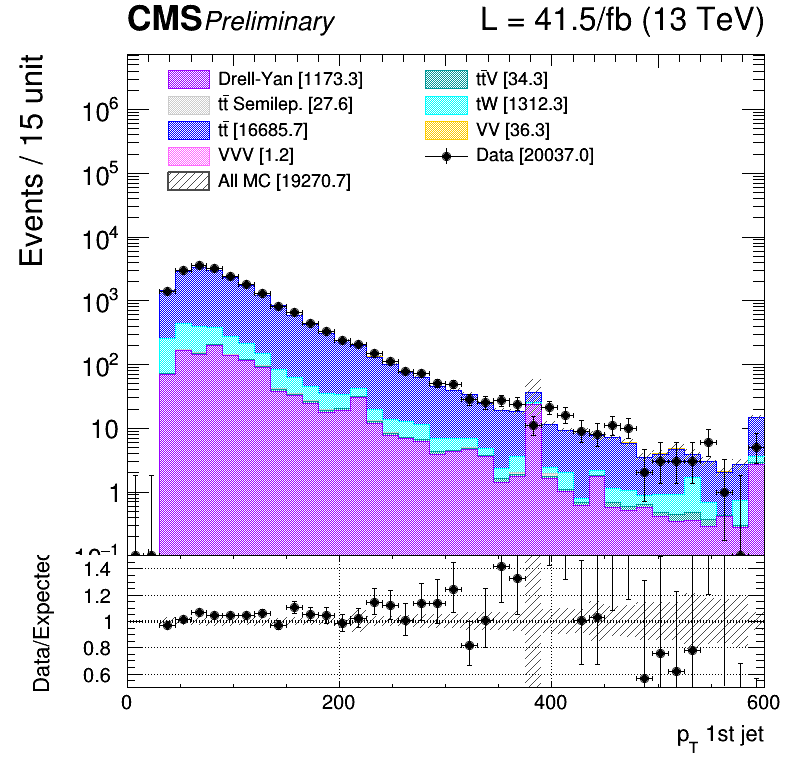 CMS Preliminary L = 41.5/fb (13 TeV)
Events / 15 unit
Drell-Yan [1173.3]
tt̄ Semilep. [27.6]
tt̄ [16685.7]
VVV [1.2]
All MC [19270.7]
tt̄V [34.3]
tW [1312.3]
VV [36.3]
Data [20037.0]
10⁶
10⁵
10⁴
10³
10²
10
1
10⁻¹
Data/Expected
1.4
1.2
1
0.8
0.6
0 200 400 600
p_T 1st jet